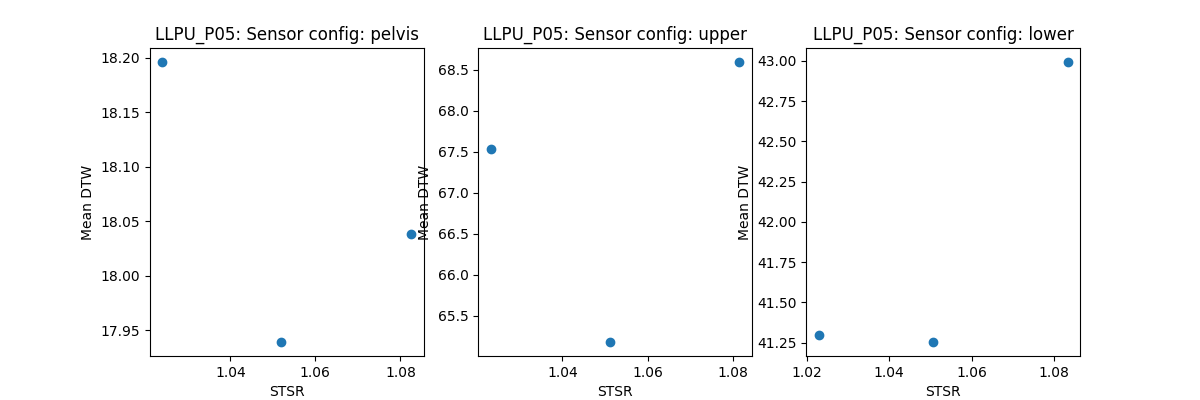 LLPU_P05: Sensor config: pelvis
18.20
18.15
18.10
18.05
18.00
17.95
Mean DTW
1.04 1.06 1.08
STSR
LLPU_P05: Sensor config: upper
68.5
68.0
67.5
67.0
66.5
66.0
65.5
Mean DTW
1.04 1.06 1.08
STSR
LLPU_P05: Sensor config: lower
43.00
42.75
42.50
42.25
42.00
41.75
41.50
41.25
Mean DTW
1.02 1.04 1.06 1.08
STSR